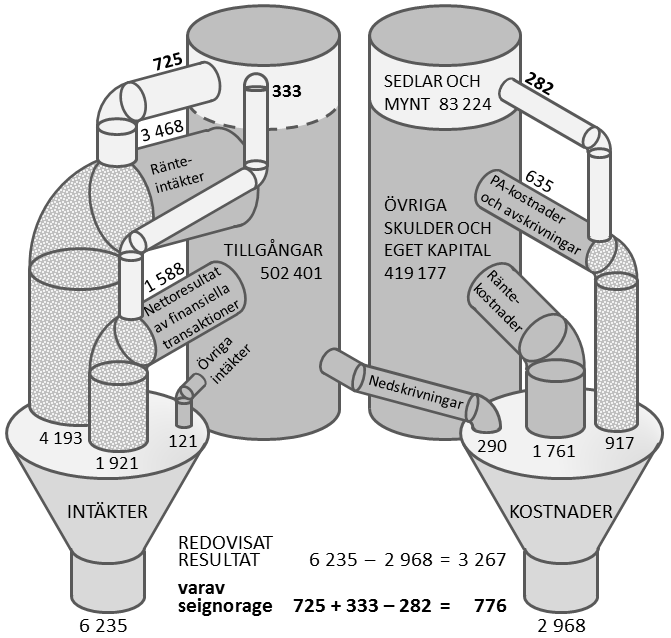 725
333
3 468
Ränte-
intäkter
TILLGÅNGAR
502 401
1 588
Nettoresultat
av finansiella
transaktioner
Övriga
intäkter
4 193
1 921
121
INTÄKTER
6 235
SEDLAR OCH
MYNT 83 224
282
635
PA-kostnader
och avskrivningar
ÖVRIGA
SKULDER OCH
EGET KAPITAL
419 177
Ränte-
kostnader
Nedskrivningar
290
1 761
917
KOSTNADER
2 968
REDOVISAT
RESULTAT 6 235 – 2 968 = 3 267
varav
seignorage 725 + 333 – 282 = 776